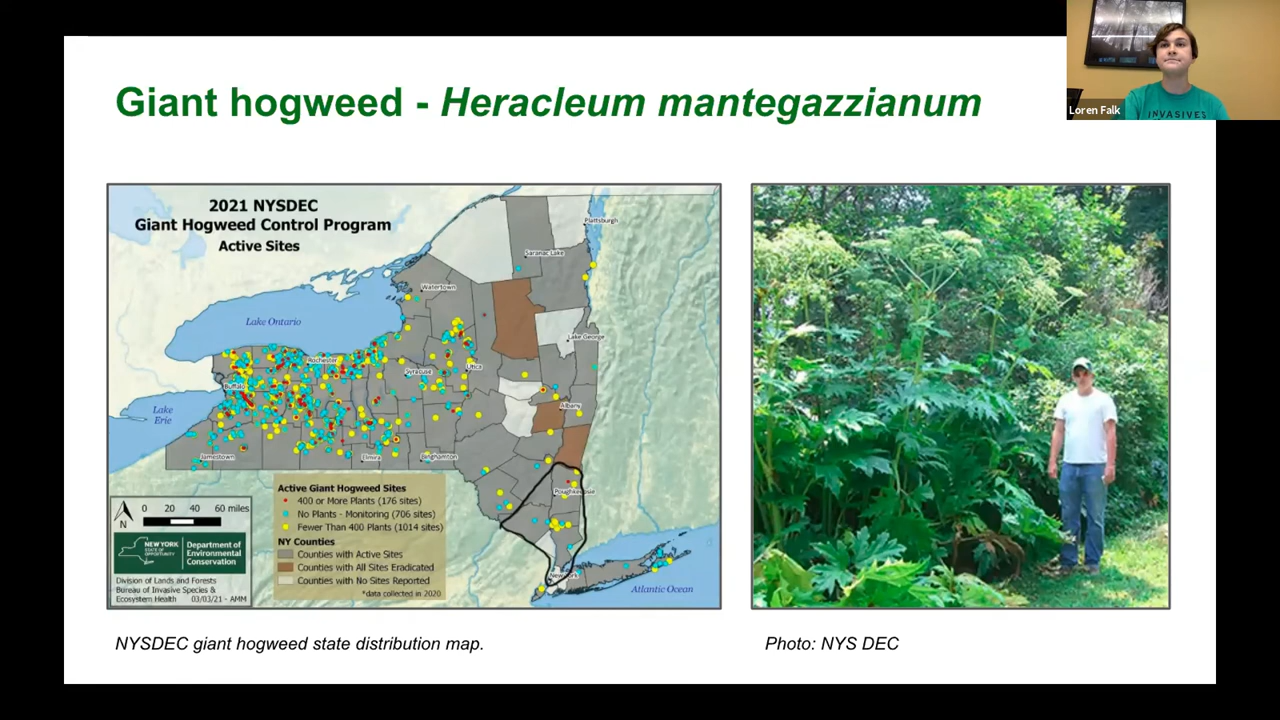 Giant hogweed - Heracleum mantegazzianum
Loren Falk
INVASIVES
2021 NYSDEC
Giant Hogweed Control Program
Active Sites
Plattsburgh
Saranac Lake
Watertown
Lake Ontario
Lake George
Rochester
Syracuse
Utica
Buffalo
Lake
Erie
Albany
Jamestown
Elmira
Binghamton
Poughkeepsie
New York
Atlantic Ocean
N
0 20 40 60 miles
NEW YORK
STATE OF
OPPORTUNITY
Department of
Environmental
Conservation
Division of Lands and Forests
Bureau of Invasive Species &
Ecosystem Health 03/03/21 - AMM
Active Giant Hogweed Sites
400 or More Plants (176 sites)
No Plants - Monitoring (706 sites)
Fewer Than 400 Plants (1014 sites)
NY Counties
Counties with Active Sites
Counties with All Sites Eradicated
Counties with No Sites Reported
*data collected in 2020
NYSDEC giant hogweed state distribution map.
Photo: NYS DEC